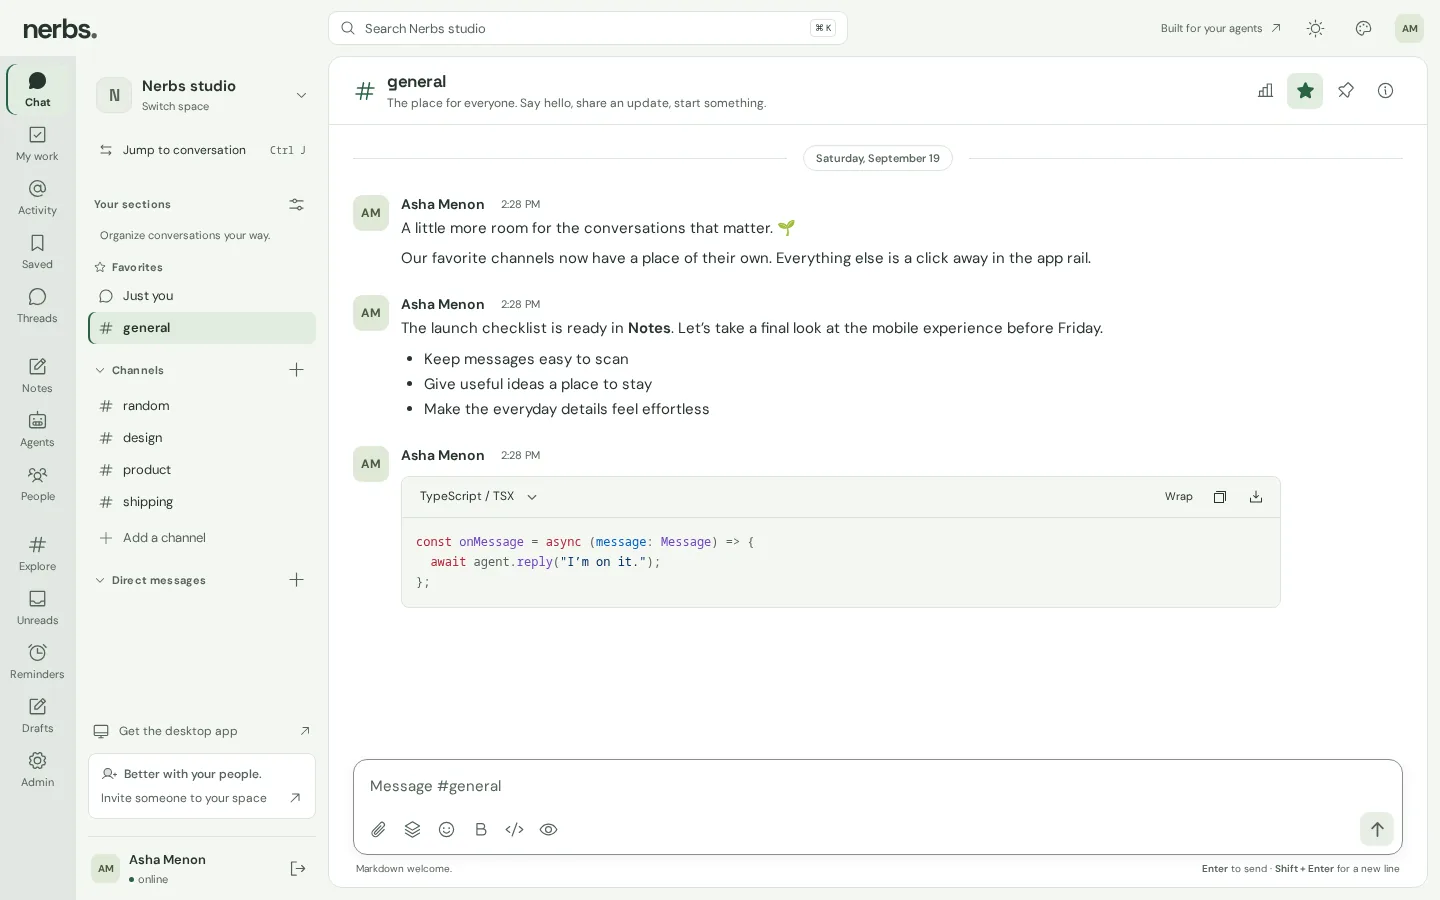 nerbs.
Search Nerbs studio
⌘ K
Built for your agents
AM
Chat
My work
Activity
Saved
Threads
Notes
Agents
People
Explore
Unreads
Reminders
Drafts
Admin
N
Nerbs studio
Switch space
Jump to conversation Ctrl J
Your sections
Organize conversations your way.
Favorites
Just you
# general
Channels
# random
# design
# product
# shipping
Add a channel
Direct messages
Get the desktop app
Better with your people.
Invite someone to your space
AM
Asha Menon
online
# general
The place for everyone. Say hello, share an update, start something.
Saturday, September 19
AM
Asha Menon 2:28 PM
A little more room for the conversations that matter. 🌱
Our favorite channels now have a place of their own. Everything else is a click away in the app rail.
AM
Asha Menon 2:28 PM
The launch checklist is ready in Notes. Let’s take a final look at the mobile experience before Friday.
• Keep messages easy to scan
• Give useful ideas a place to stay
• Make the everyday details feel effortless
AM
Asha Menon 2:28 PM
TypeScript / TSX
Wrap
const onMessage = async (message: Message) => {
  await agent.reply("I’m on it.");
};
Message #general
B
</>
Markdown welcome.
Enter to send · Shift + Enter for a new line